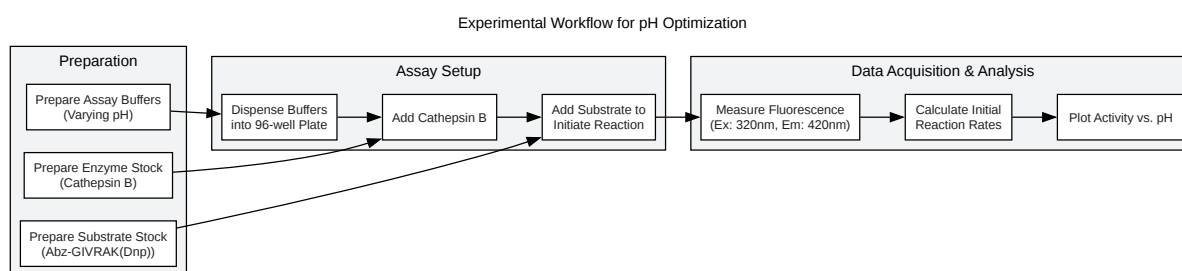 Experimental Workflow for pH Optimization
Preparation
Prepare Assay Buffers
(Varying pH)
Prepare Enzyme Stock
(Cathepsin B)
Prepare Substrate Stock
(Abz-GIVRAK(Dnp))
Assay Setup
Dispense Buffers
into 96-well Plate
Add Cathepsin B
Add Substrate to
Initiate Reaction
Data Acquisition & Analysis
Measure Fluorescence
(Ex: 320nm, Em: 420nm)
Calculate Initial
Reaction Rates
Plot Activity vs. pH